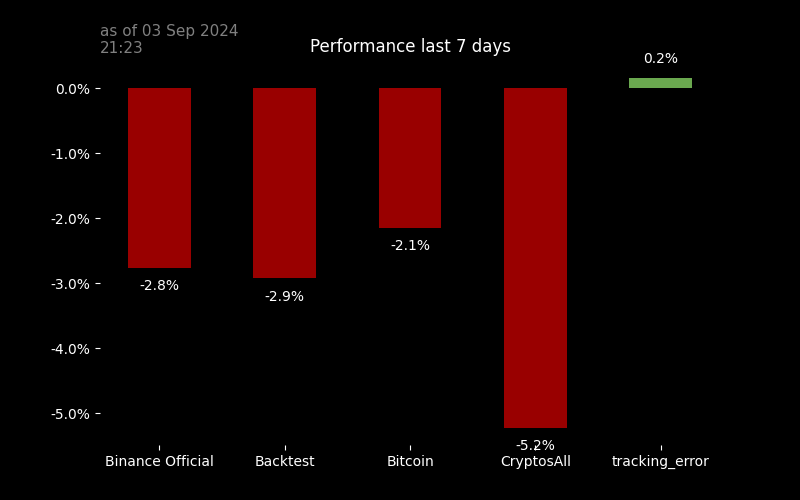 as of 03 Sep 2024
21:23
Performance last 7 days
0.2%
0.0%
-1.0%
-2.0%
-2.1%
-3.0%
-2.8%
-2.9%
-4.0%
-5.0%
-5.2%
Binance Official
Backtest
Bitcoin
CryptosAll
tracking_error